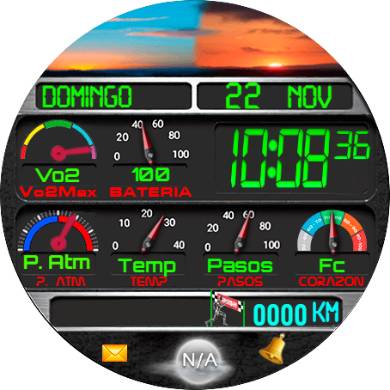 DOMINGO 22 NOV
0 20 40 60 80 100
10:08 36
Vo2 100
Vo2Max BATERIA
0 10 20 30 40
0 20 40 60 80 100
P. Atm Temp Pasos Fc
P. ATM TEMP PASOS CORAZON
0000 KM
N/A